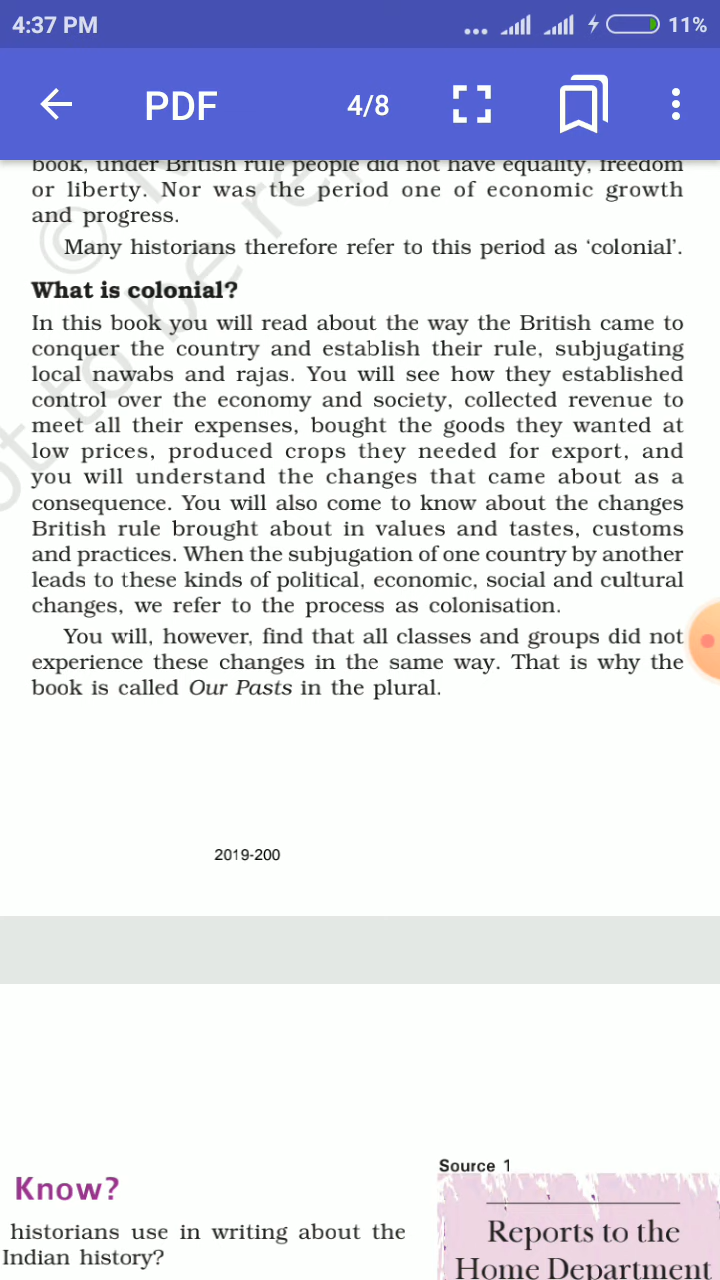 4:37 PM
... 11%
PDF 4/8
book, under British rule people did not have equality, freedom
or liberty. Nor was the period one of economic growth
and progress.
Many historians therefore refer to this period as ‘colonial’.
What is colonial?
In this book you will read about the way the British came to
conquer the country and establish their rule, subjugating
local nawabs and rajas. You will see how they established
control over the economy and society, collected revenue to
meet all their expenses, bought the goods they wanted at
low prices, produced crops they needed for export, and
you will understand the changes that came about as a
consequence. You will also come to know about the changes
British rule brought about in values and tastes, customs
and practices. When the subjugation of one country by another
leads to these kinds of political, economic, social and cultural
changes, we refer to the process as colonisation.
You will, however, find that all classes and groups did not
experience these changes in the same way. That is why the
book is called Our Pasts in the plural.
2019-200
Know?
historians use in writing about the
Indian history?
Source 1
Reports to the
Home Department